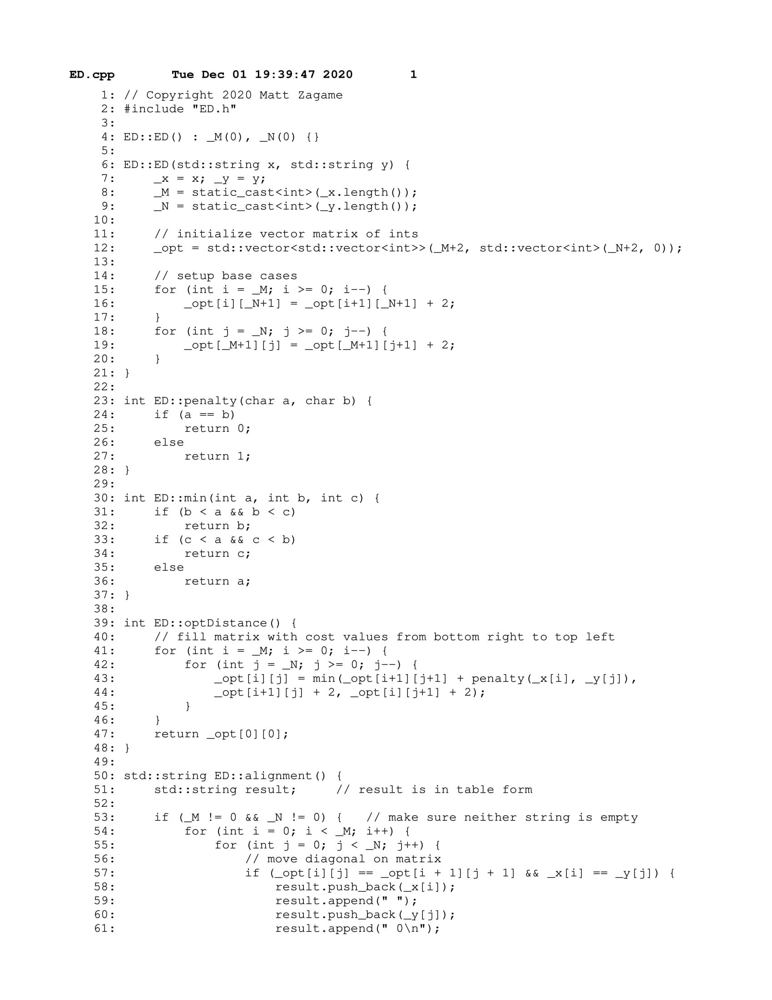 ED.cpp        Tue Dec 01 19:39:47 2020        1
1: // Copyright 2020 Matt Zagame
2: #include "ED.h"
3:
4: ED::ED() : _M(0), _N(0) {}
5:
6: ED::ED(std::string x, std::string y) {
7:     _x = x; _y = y;
8:     _M = static_cast<int>(_x.length());
9:     _N = static_cast<int>(_y.length());
10:
11:     // initialize vector matrix of ints
12:     _opt = std::vector<std::vector<int>>(_M+2, std::vector<int>(_N+2, 0));
13:
14:     // setup base cases
15:     for (int i = _M; i >= 0; i--) {
16:         _opt[i][_N+1] = _opt[i+1][_N+1] + 2;
17:     }
18:     for (int j = _N; j >= 0; j--) {
19:         _opt[_M+1][j] = _opt[_M+1][j+1] + 2;
20:     }
21: }
22:
23: int ED::penalty(char a, char b) {
24:     if (a == b)
25:         return 0;
26:     else
27:         return 1;
28: }
29:
30: int ED::min(int a, int b, int c) {
31:     if (b < a && b < c)
32:         return b;
33:     if (c < a && c < b)
34:         return c;
35:     else
36:         return a;
37: }
38:
39: int ED::optDistance() {
40:     // fill matrix with cost values from bottom right to top left
41:     for (int i = _M; i >= 0; i--) {
42:         for (int j = _N; j >= 0; j--) {
43:             _opt[i][j] = min(_opt[i+1][j+1] + penalty(_x[i], _y[j]),
44:             _opt[i+1][j] + 2, _opt[i][j+1] + 2);
45:         }
46:     }
47:     return _opt[0][0];
48: }
49:
50: std::string ED::alignment() {
51:     std::string result;     // result is in table form
52:
53:     if (_M != 0 && _N != 0) {   // make sure neither string is empty
54:         for (int i = 0; i < _M; i++) {
55:             for (int j = 0; j < _N; j++) {
56:                 // move diagonal on matrix
57:                 if (_opt[i][j] == _opt[i + 1][j + 1] && _x[i] == _y[j]) {
58:                     result.push_back(_x[i]);
59:                     result.append(" ");
60:                     result.push_back(_y[j]);
61:                     result.append(" 0\n");